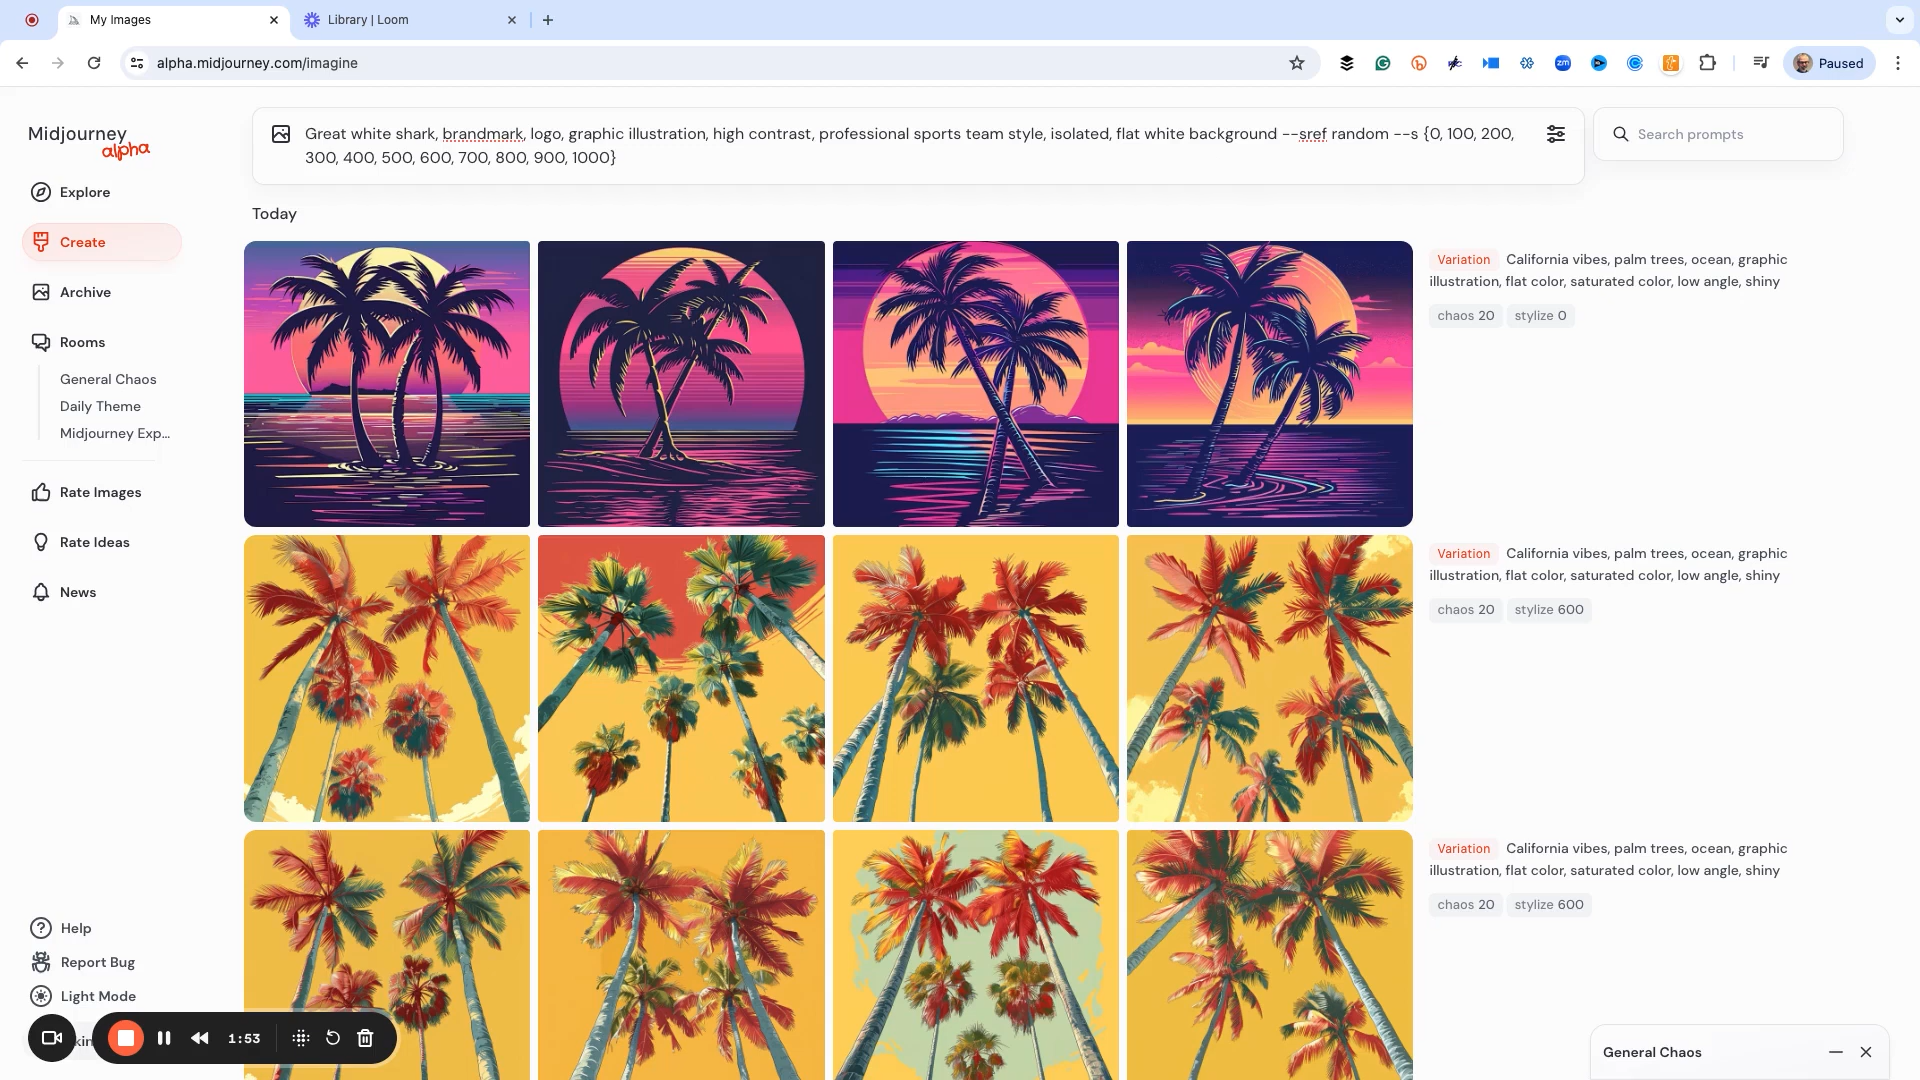 My Images
Library | Loom
alpha.midjourney.com/imagine
zm
Paused
Midjourney
alpha
Great white shark, brandmark, logo, graphic illustration, high contrast, professional sports team style, isolated, flat white background --sref random --s {0, 100, 200,
300, 400, 500, 600, 700, 800, 900, 1000}
Search prompts
Explore
Create
Archive
Rooms
General Chaos
Daily Theme
Midjourney Exp...
Rate Images
Rate Ideas
News
Help
Report Bug
Light Mode
Today
Variation California vibes, palm trees, ocean, graphic
illustration, flat color, saturated color, low angle, shiny
chaos 20 stylize 0
Variation California vibes, palm trees, ocean, graphic
illustration, flat color, saturated color, low angle, shiny
chaos 20 stylize 600
Variation California vibes, palm trees, ocean, graphic
illustration, flat color, saturated color, low angle, shiny
chaos 20 stylize 600
1:53
General Chaos